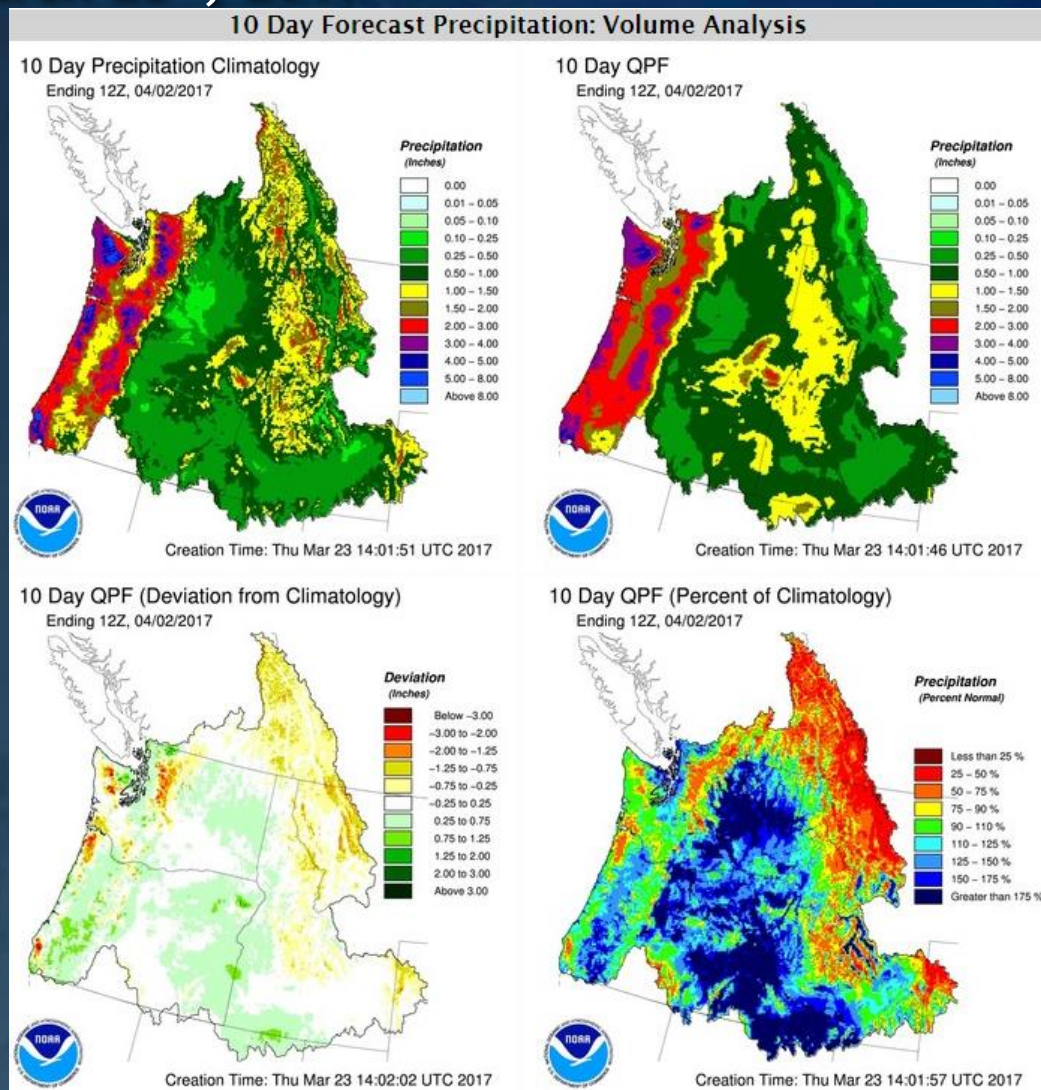 10 Day Forecast Precipitation: Volume Analysis
10 Day Precipitation Climatology
Ending 12Z, 04/02/2017
Precipitation
(Inches)
0.00
0.01 – 0.05
0.05 – 0.10
0.10 – 0.25
0.25 – 0.50
0.50 – 1.00
1.00 – 1.50
1.50 – 2.00
2.00 – 3.00
3.00 – 4.00
4.00 – 5.00
5.00 – 8.00
Above 8.00
NOAA
Creation Time: Thu Mar 23 14:01:51 UTC 2017
10 Day QPF
Ending 12Z, 04/02/2017
Precipitation
(Inches)
0.00
0.01 – 0.05
0.05 – 0.10
0.10 – 0.25
0.25 – 0.50
0.50 – 1.00
1.00 – 1.50
1.50 – 2.00
2.00 – 3.00
3.00 – 4.00
4.00 – 5.00
5.00 – 8.00
Above 8.00
NOAA
Creation Time: Thu Mar 23 14:01:46 UTC 2017
10 Day QPF (Deviation from Climatology)
Ending 12Z, 04/02/2017
Deviation
(Inches)
Below –3.00
–3.00 to –2.00
–2.00 to –1.25
–1.25 to –0.75
–0.75 to –0.25
–0.25 to 0.25
0.25 to 0.75
0.75 to 1.25
1.25 to 2.00
2.00 to 3.00
Above 3.00
NOAA
Creation Time: Thu Mar 23 14:02:02 UTC 2017
10 Day QPF (Percent of Climatology)
Ending 12Z, 04/02/2017
Precipitation
(Percent Normal)
Less than 25 %
25 – 50 %
50 – 75 %
75 – 90 %
90 – 110 %
110 – 125 %
125 – 150 %
150 – 175 %
Greater than 175 %
NOAA
Creation Time: Thu Mar 23 14:01:57 UTC 2017